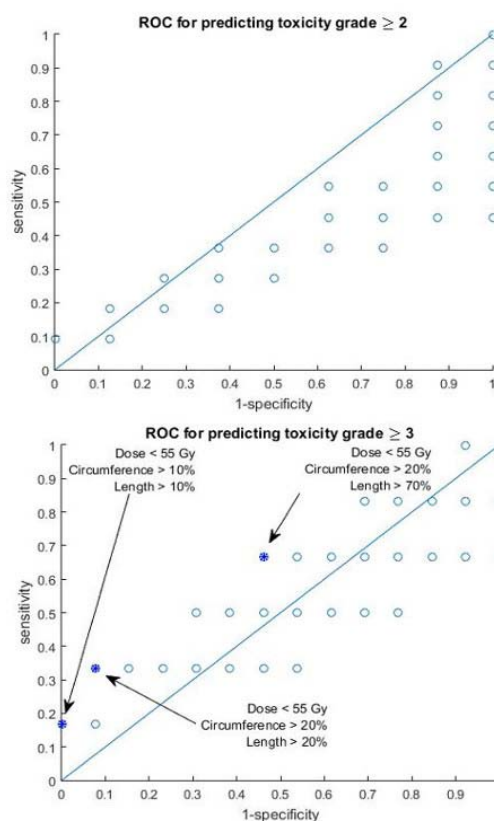 ROC for predicting toxicity grade ≥ 2
1
0.9
0.8
0.7
0.6
0.5
0.4
0.3
0.2
0.1
0
sensitivity
0 0.1 0.2 0.3 0.4 0.5 0.6 0.7 0.8 0.9 1
1-specificity
ROC for predicting toxicity grade ≥ 3
Dose < 55 Gy
Circumference > 10%
Length > 10%
Dose < 55 Gy
Circumference > 20%
Length > 70%
1
0.9
0.8
0.7
0.6
0.5
0.4
0.3
0.2
0.1
0
sensitivity
Dose < 55 Gy
Circumference > 20%
Length > 20%
0 0.1 0.2 0.3 0.4 0.5 0.6 0.7 0.8 0.9
1-specificity